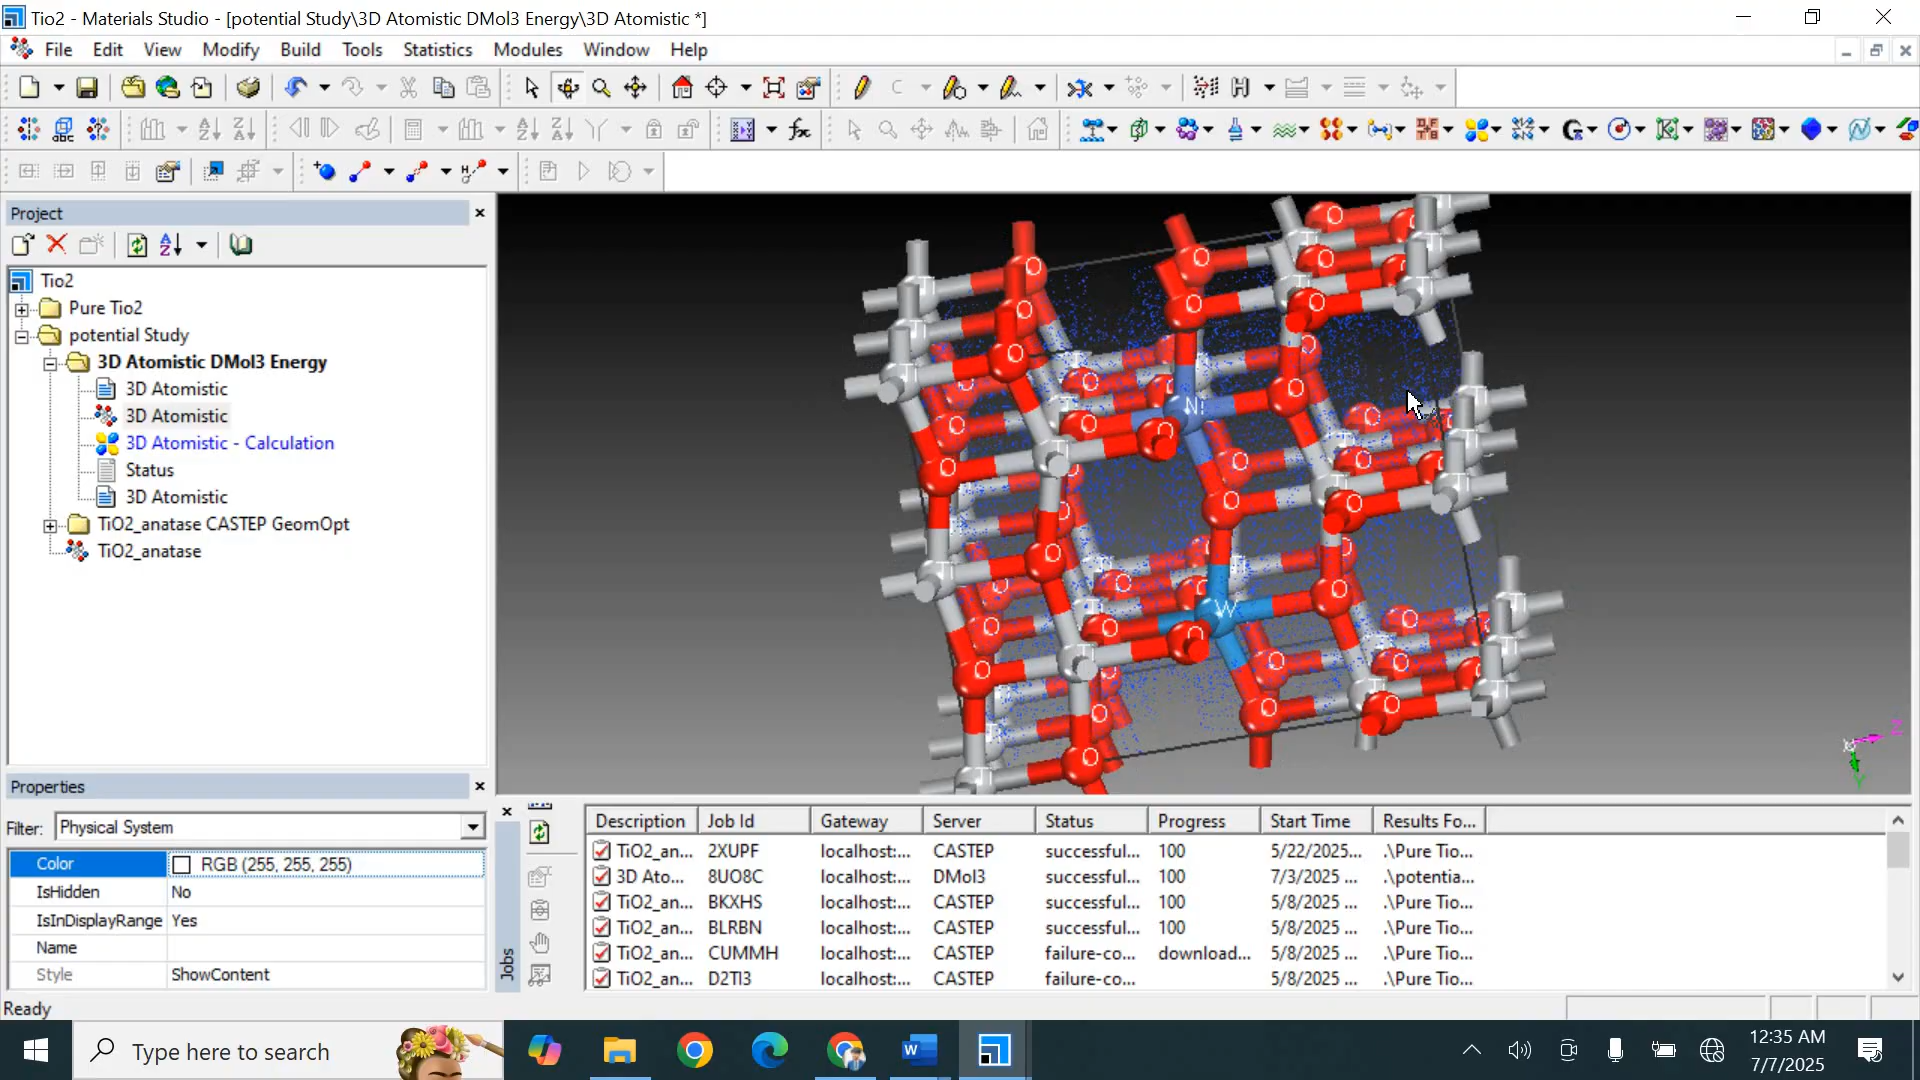 Tio2 - Materials Studio - [potential Study\3D Atomistic DMol3 Energy\3D Atomistic *]
File Edit View Modify Build Tools Statistics Modules Window Help
Project
Tio2
Pure Tio2
potential Study
3D Atomistic DMol3 Energy
3D Atomistic
3D Atomistic
3D Atomistic - Calculation
Status
3D Atomistic
TiO2_anatase CASTEP GeomOpt
TiO2_anatase
Properties
Filter: Physical System
Color RGB (255, 255, 255)
IsHidden No
IsInDisplayRange Yes
Name
Style ShowContent
Ready
Jobs
Description Job Id Gateway Server Status Progress Start Time Results Fo...
TiO2_an... 2XUPF localhost:... CASTEP successful... 100 5/22/2025... .\Pure Tio...
3D Ato... 8UO8C localhost:... DMol3 successful... 100 7/3/2025 ... .\potentia...
TiO2_an... BKXHS localhost:... CASTEP successful... 100 5/8/2025 ... .\Pure Tio...
TiO2_an... BLRBN localhost:... CASTEP successful... 100 5/8/2025 ... .\Pure Tio...
TiO2_an... CUMMH localhost:... CASTEP failure-co... download... 5/8/2025 ... .\Pure Tio...
TiO2_an... D2TI3 localhost:... CASTEP failure-co... 5/8/2025 ... .\Pure Tio...
Type here to search
12:35 AM
7/7/2025